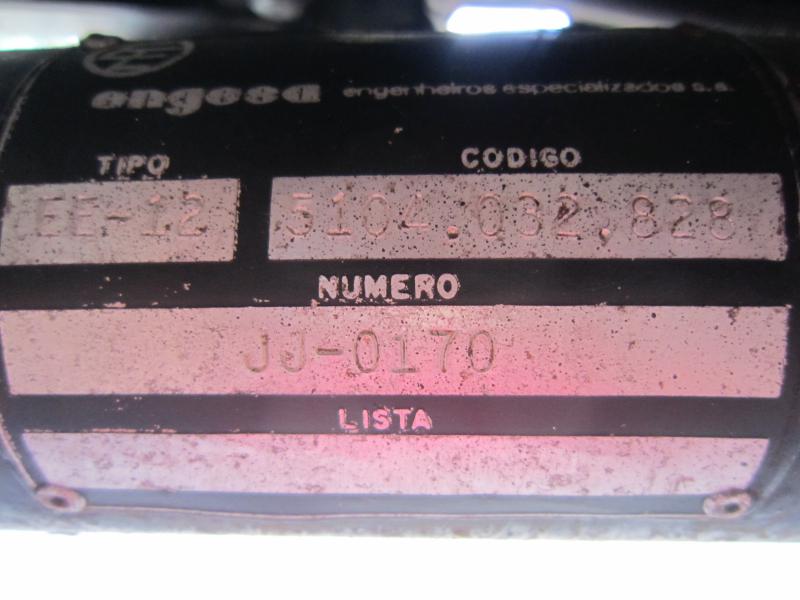 engesa engenheiros especializados s.a.
TIPO CODIGO
EE-12 5104.032.828
NUMERO
JJ-0170
LISTA